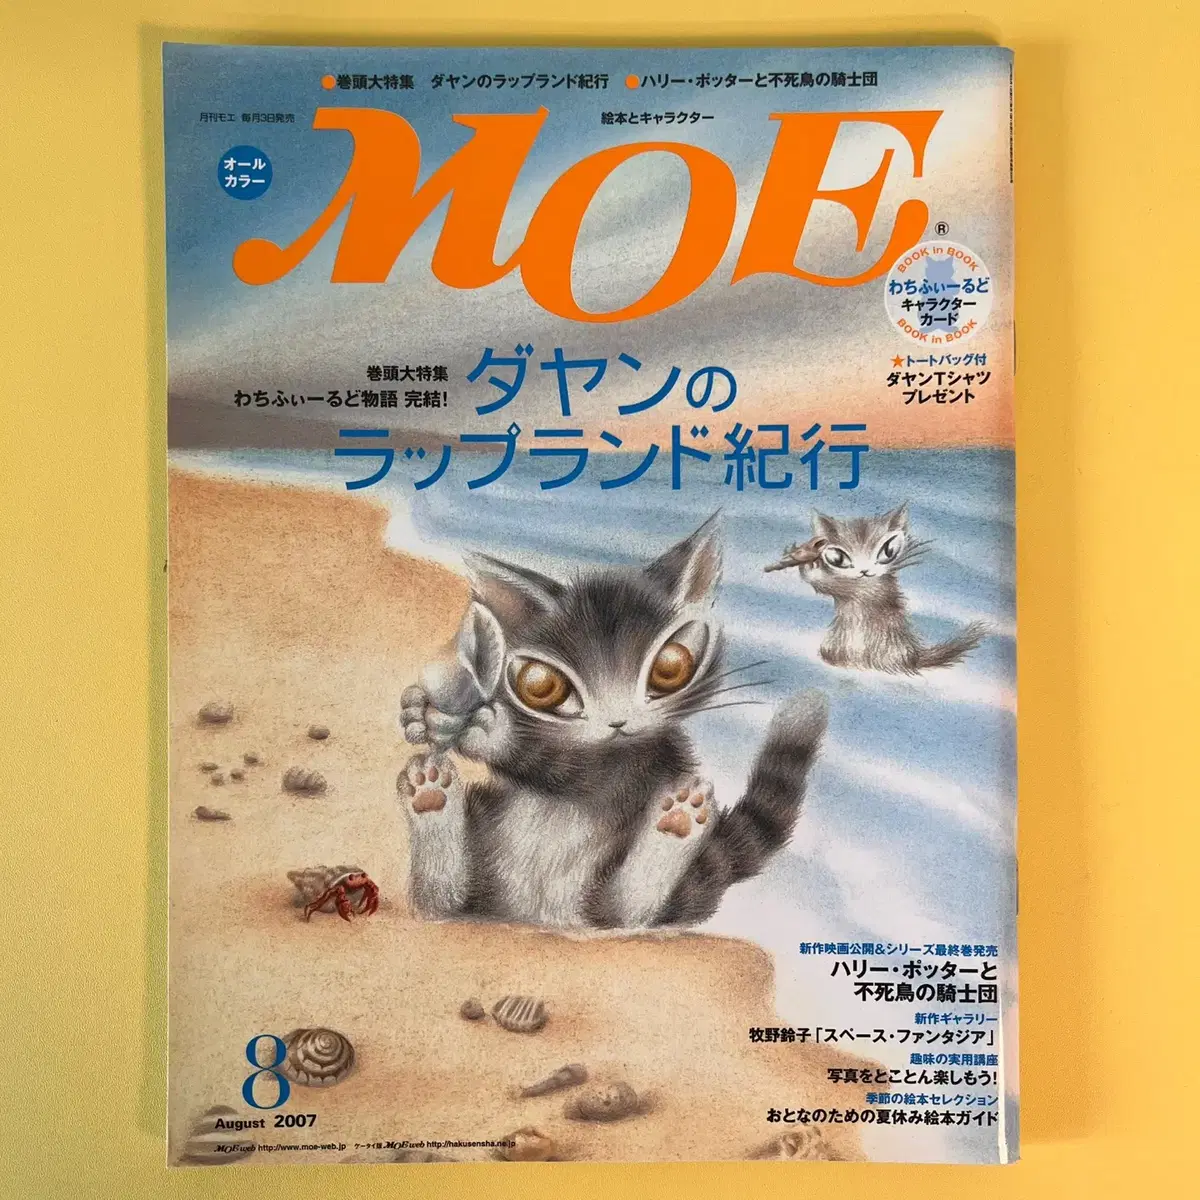 ●巻頭大特集 ダヤンのラップランド紀行 ●ハリー・ポッターと不死鳥の騎士団
月刊モエ 毎月3日発売
絵本とキャラクター
オール
カラー
MOE®
BOOK in BOOK
わちふぃーるど
キャラクター
カード
BOOK in BOOK
★トートバッグ付
ダヤンTシャツ
プレゼント
巻頭大特集
わちふぃーるど物語 完結!
ダヤンの
ラップランド紀行
新作映画公開&シリーズ最終巻発売
ハリー・ポッターと
不死鳥の騎士団
新作ギャラリー
牧野鈴子「スペース・ファンタジア」
趣味の実用講座
写真をとことん楽しもう!
季節の絵本セレクション
おとなのための夏休み絵本ガイド
8
August 2007
MOE web http://www.moe-web.jp ケータイ版 MOE web http://hakusensha.ne.jp